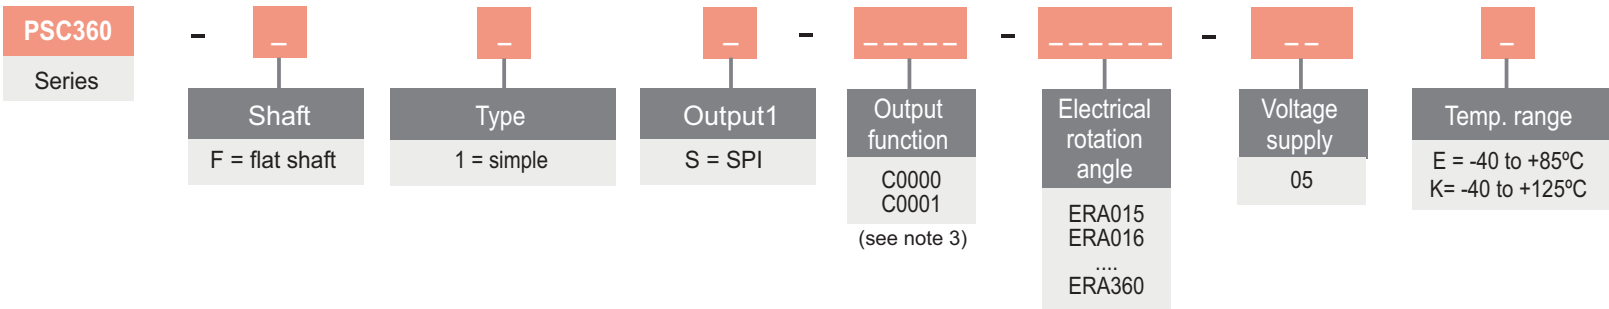 PSC360 - _ _ _ - _ _ _ _ _ - _ _ _ _ _ _ - _ _ _
Series
Shaft
F = flat shaft
Type
1 = simple
Output1
S = SPI
Output
function
C0000
C0001
(see note 3)
Electrical
rotation
angle
ERA015
ERA016
....
ERA360
Voltage
supply
05
Temp. range
E = -40 to +85ºC
K= -40 to +125ºC